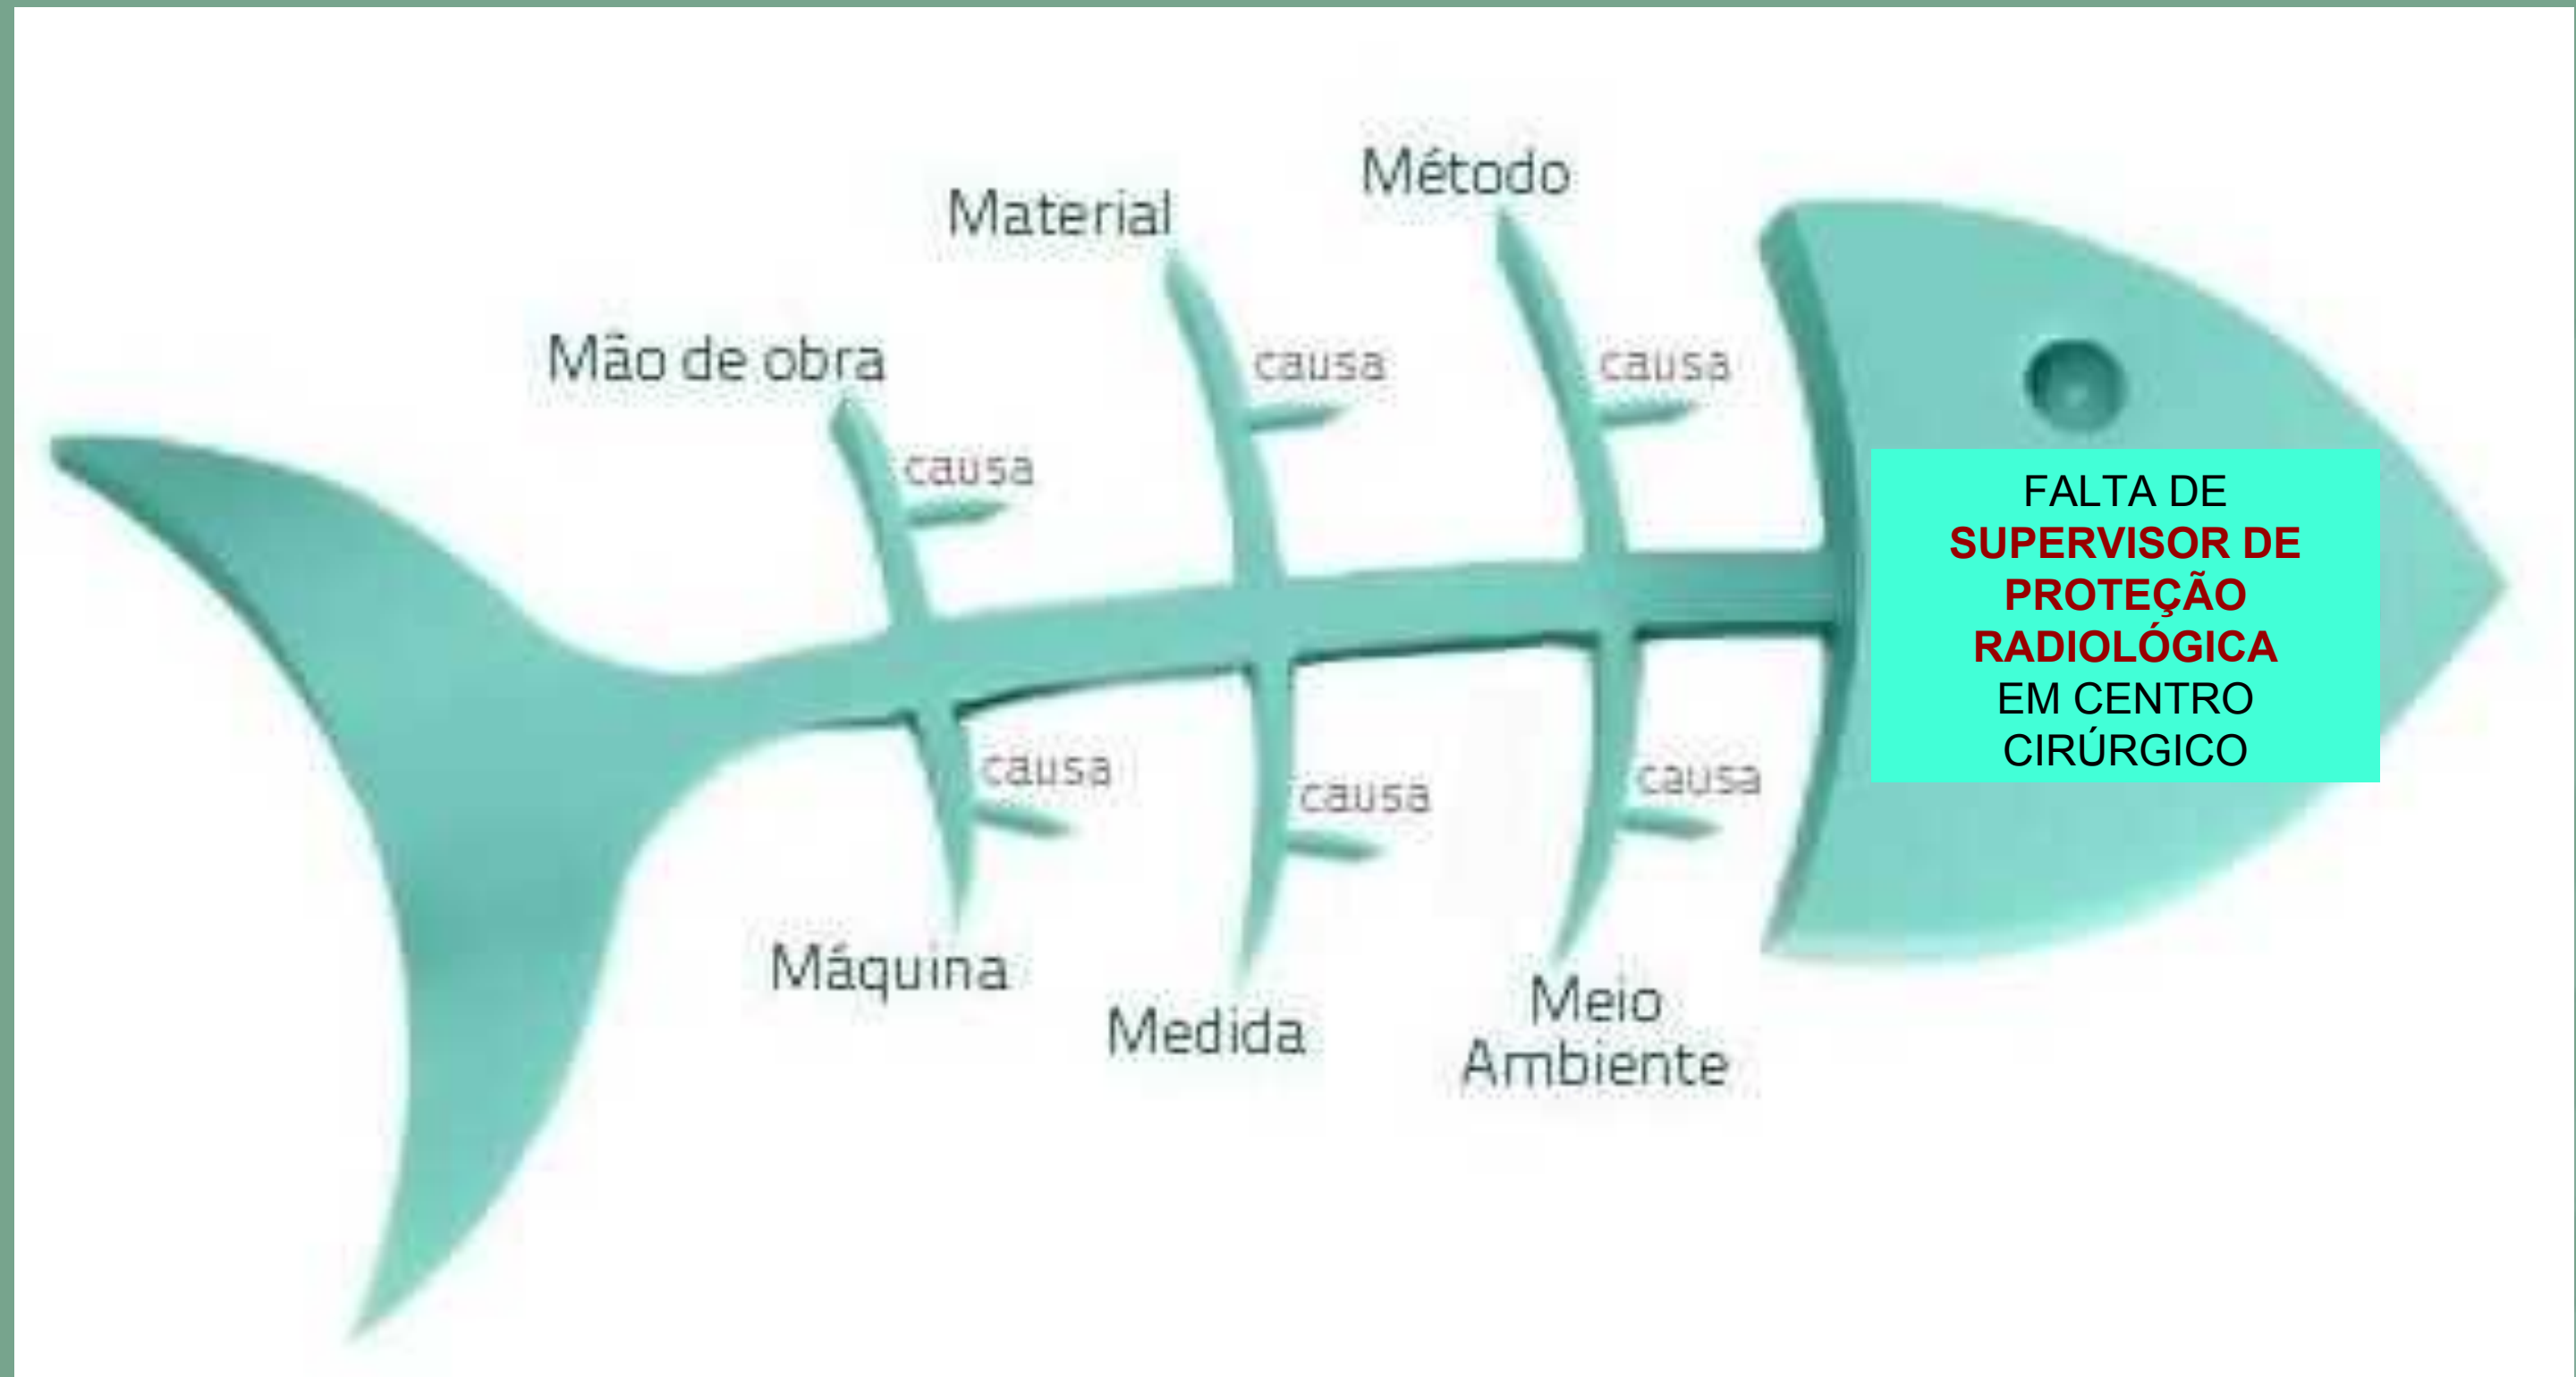 Método
Material
Mão de obra
causa
causa
causa
FALTA DE
SUPERVISOR DE
PROTEÇÃO
RADIOLÓGICA
EM CENTRO
CIRÚRGICO
causa
causa
causa
Máquina
Medida
Meio
Ambiente